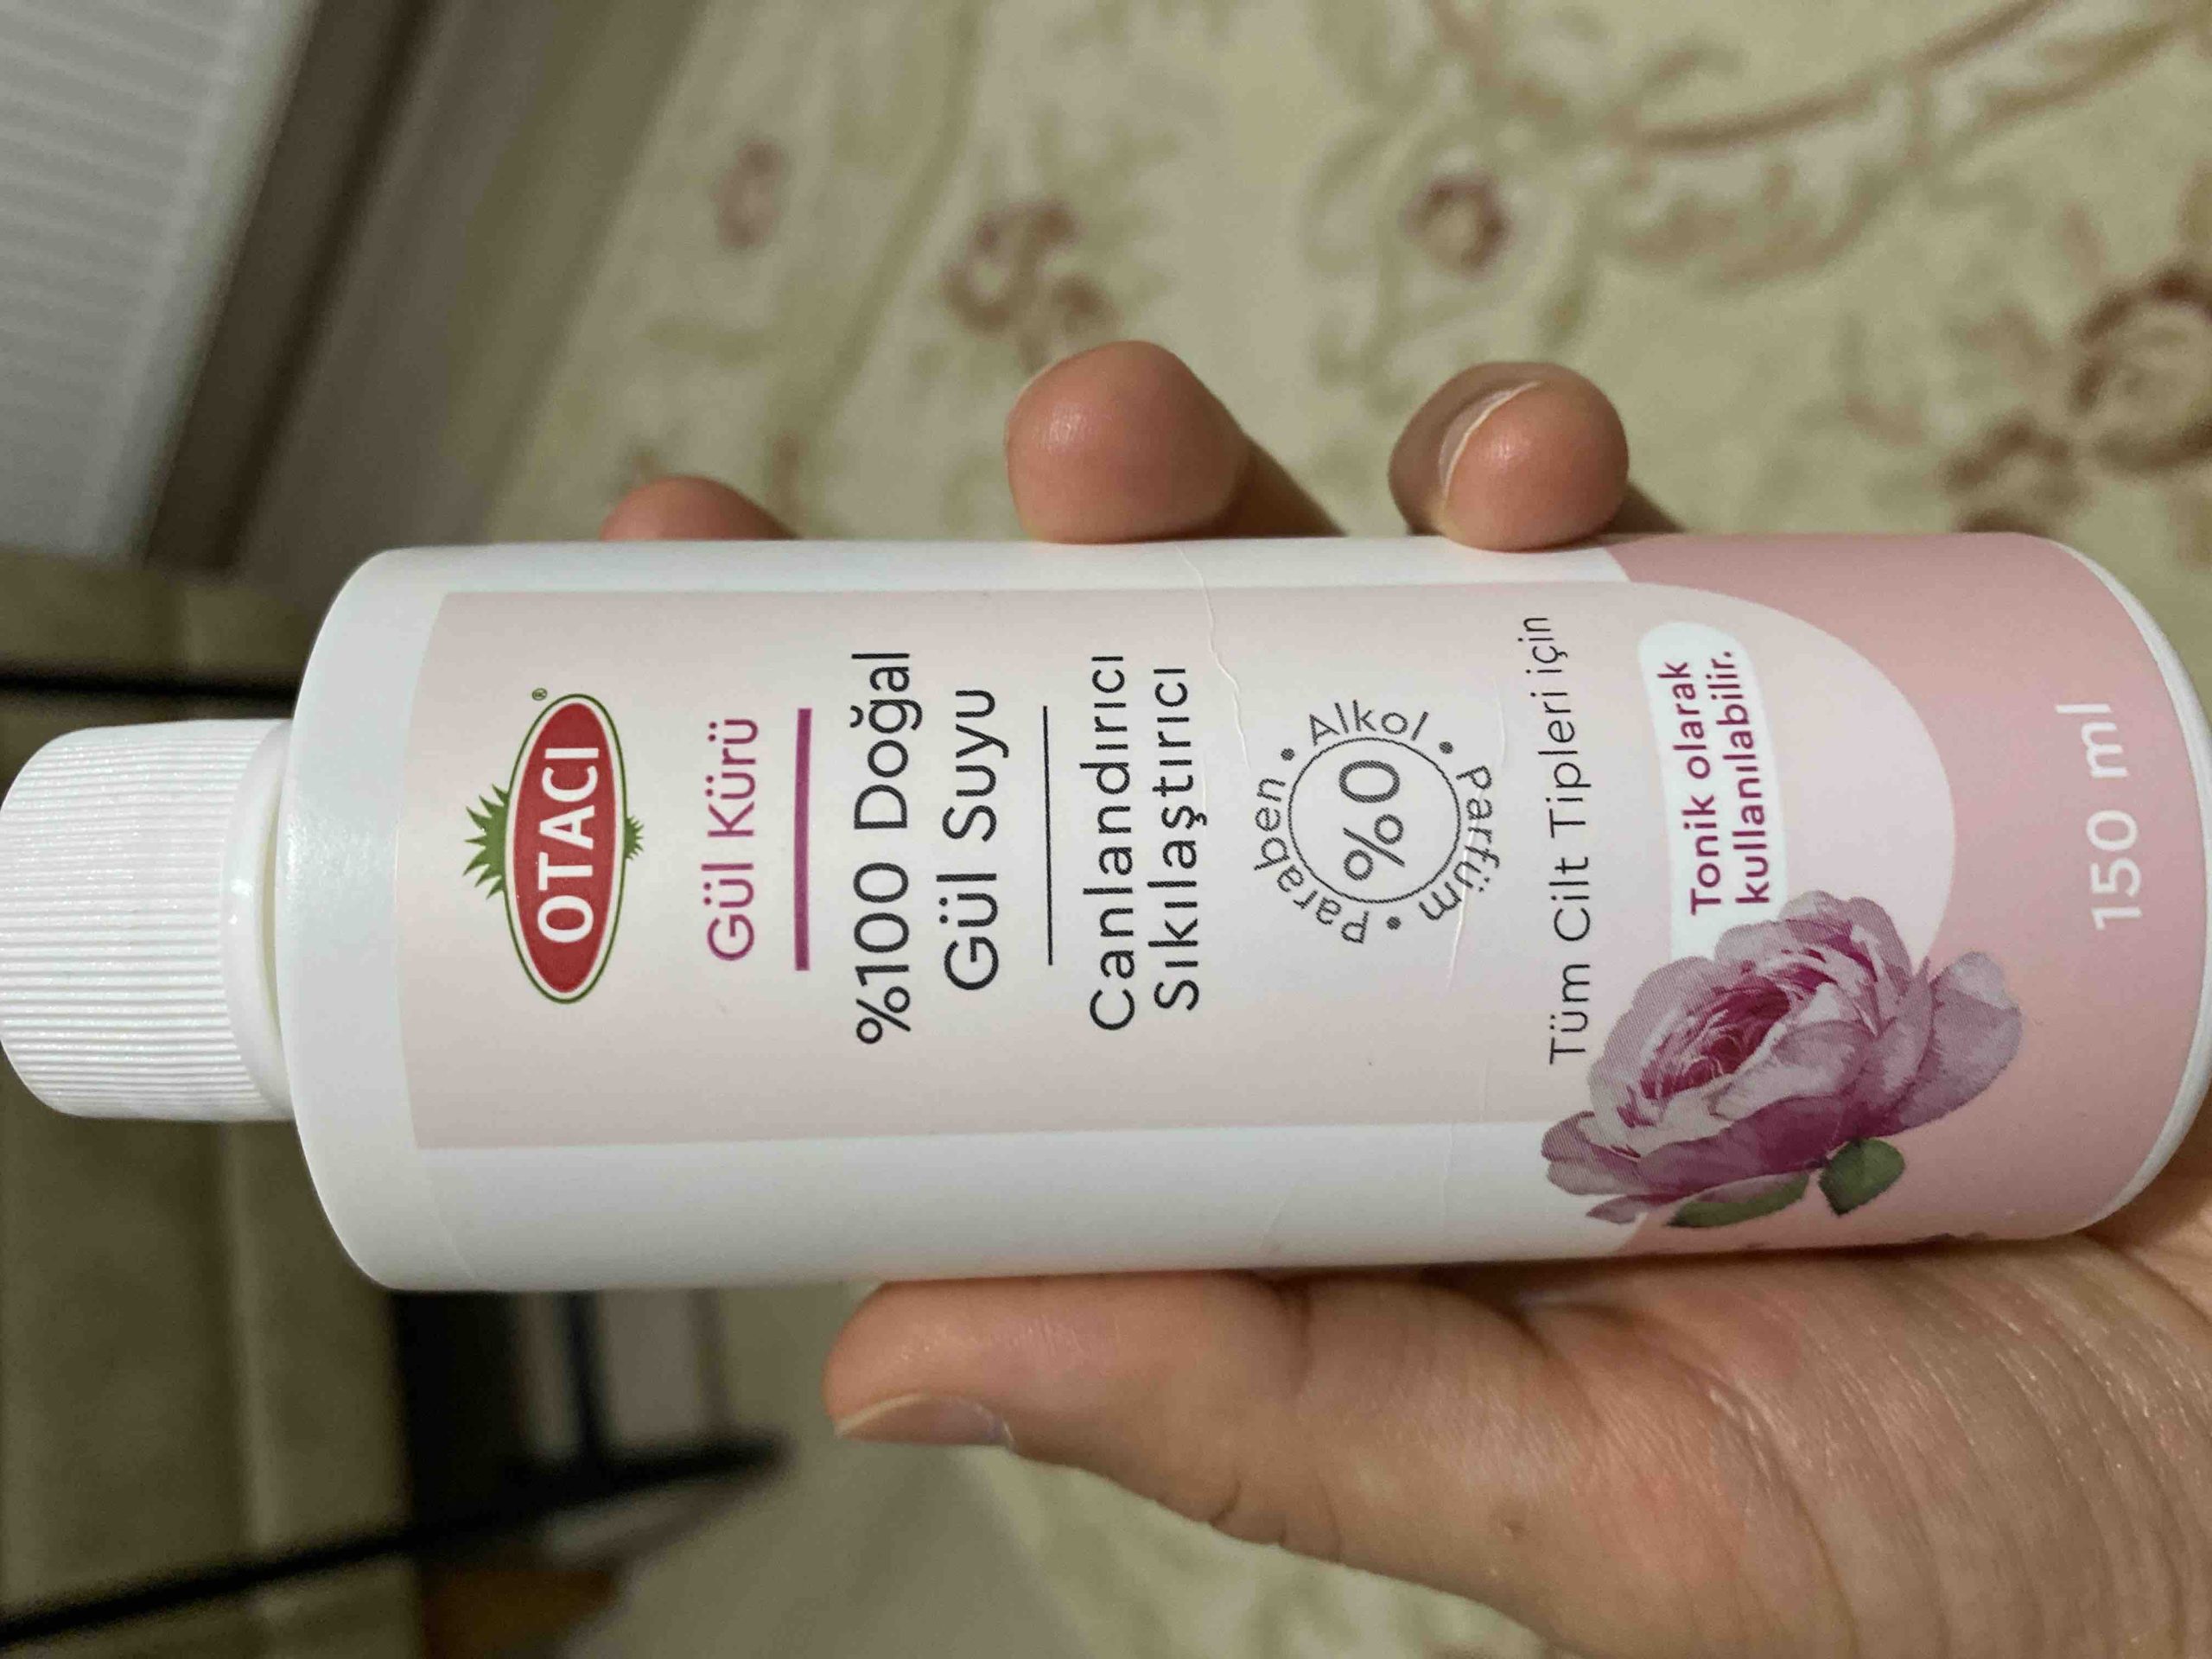 OTACI
®
Gül Kürü
%100 Doğal
Gül Suyu
Canlandırıcı
Sıkılaştırıcı
Paraben • Alkol • Parfüm •
%0
Tüm Cilt Tipleri için
Tonik olarak
kullanılabilir.
150 ml